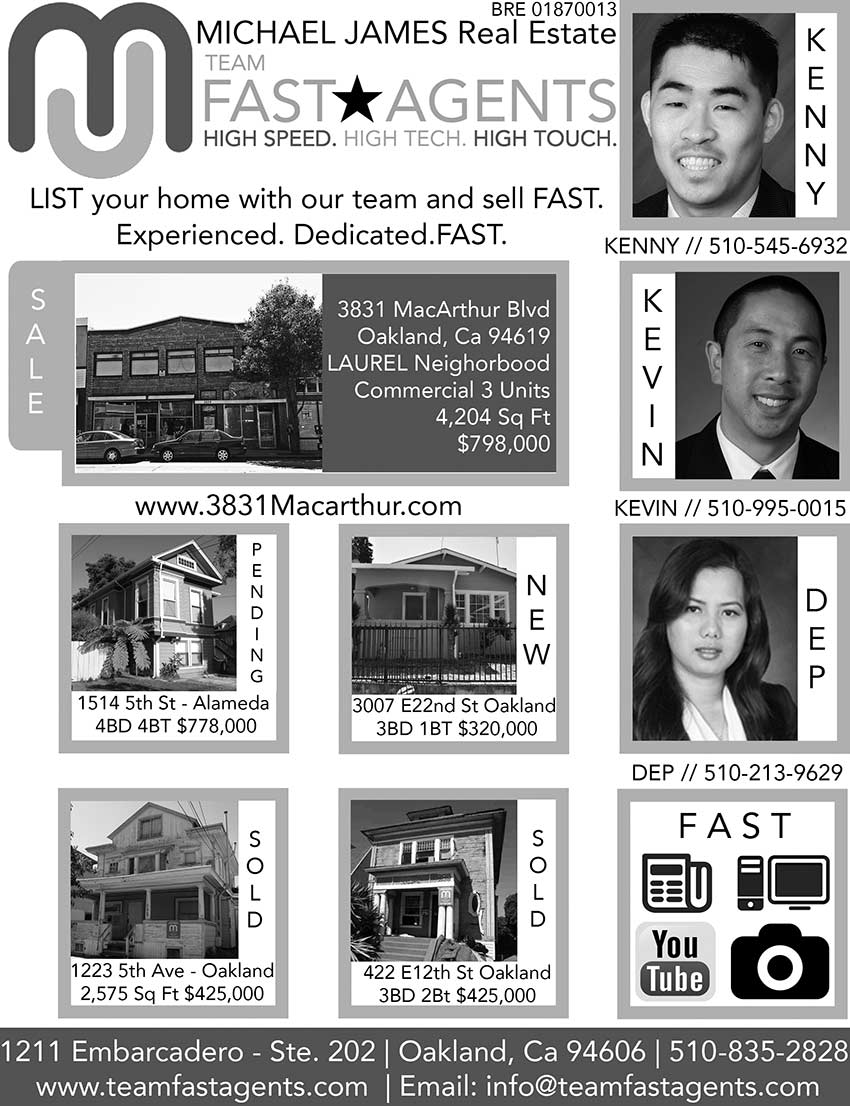 BRE 01870013
MICHAEL JAMES Real Estate
TEAM
FAST★AGENTS
HIGH SPEED. HIGH TECH. HIGH TOUCH.
LIST your home with our team and sell FAST.
Experienced. Dedicated.FAST.
KENNY
KENNY // 510-545-6932
SALE
3831 MacArthur Blvd
Oakland, Ca 94619
LAUREL Neighorbood
Commercial 3 Units
4,204 Sq Ft
$798,000
www.3831Macarthur.com
KEVIN
KEVIN // 510-995-0015
PENDING
1514 5th St - Alameda
4BD 4BT $778,000
NEW
3007 E22nd St Oakland
3BD 1BT $320,000
DEP
DEP // 510-213-9629
SOLD
1223 5th Ave - Oakland
2,575 Sq Ft $425,000
SOLD
422 E12th St Oakland
3BD 2Bt $425,000
FAST
You
Tube
1211 Embarcadero - Ste. 202 | Oakland, Ca 94606 | 510-835-2828
www.teamfastagents.com | Email: info@teamfastagents.com